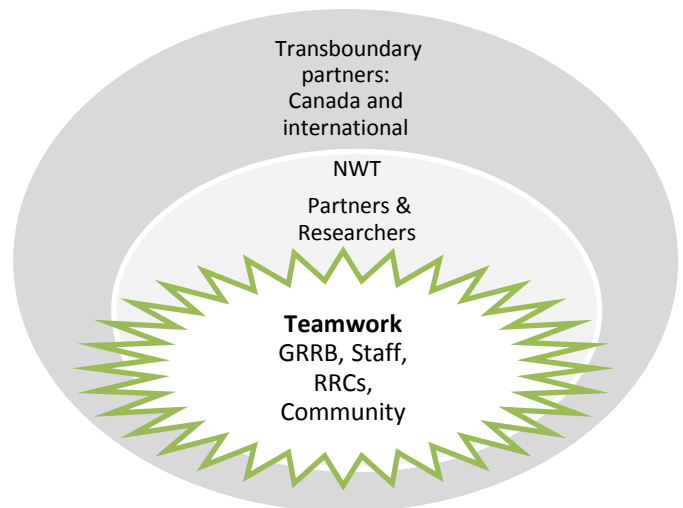 Transboundary
partners:
Canada and
international
NWT
Partners &
Researchers
Teamwork
GRRB, Staff,
RRCs,
Community